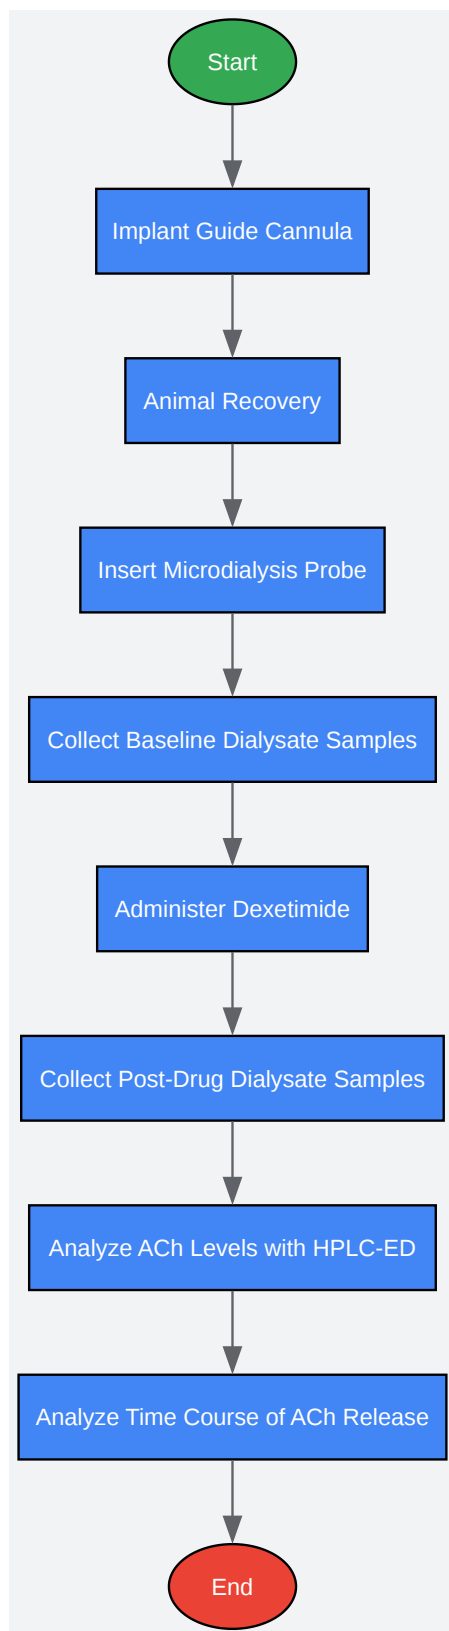 Start
Implant Guide Cannula
Animal Recovery
Insert Microdialysis Probe
Collect Baseline Dialysate Samples
Administer Dexetimide
Collect Post-Drug Dialysate Samples
Analyze ACh Levels with HPLC-ED
Analyze Time Course of ACh Release
End